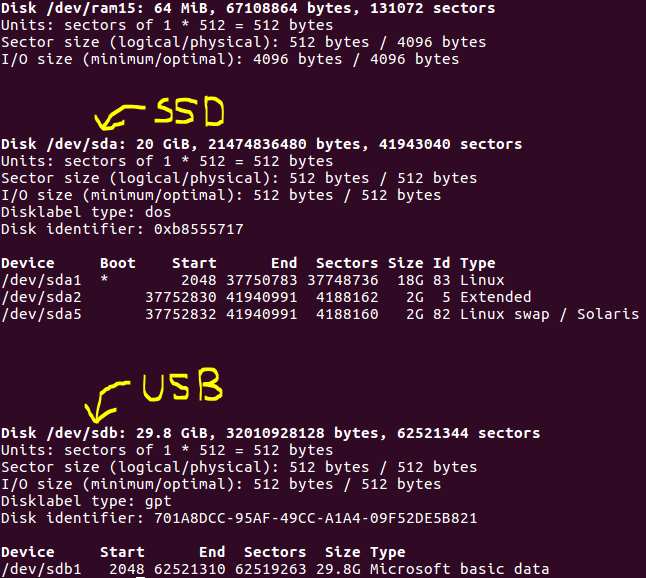 Disk /dev/ram15: 64 MiB, 67108864 bytes, 131072 sectors
Units: sectors of 1 * 512 = 512 bytes
Sector size (logical/physical): 512 bytes / 4096 bytes
I/O size (minimum/optimal): 4096 bytes / 4096 bytes
SSD
Disk /dev/sda: 20 GiB, 21474836480 bytes, 41943040 sectors
Units: sectors of 1 * 512 = 512 bytes
Sector size (logical/physical): 512 bytes / 512 bytes
I/O size (minimum/optimal): 512 bytes / 512 bytes
Disklabel type: dos
Disk identifier: 0xb8555717
Device     Boot    Start      End  Sectors Size Id Type
/dev/sda1  *        2048 37750783 37748736  18G 83 Linux
/dev/sda2       37752830 41940991  4188162   2G  5 Extended
/dev/sda5       37752832 41940991  4188160   2G 82 Linux swap / Solaris
USB
Disk /dev/sdb: 29.8 GiB, 32010928128 bytes, 62521344 sectors
Units: sectors of 1 * 512 = 512 bytes
Sector size (logical/physical): 512 bytes / 512 bytes
I/O size (minimum/optimal): 512 bytes / 512 bytes
Disklabel type: gpt
Disk identifier: 701A8DCC-95AF-49CC-A1A4-09F52DE5B821
Device     Start      End  Sectors  Size Type
/dev/sdb1   2048 62521310 62519263 29.8G Microsoft basic data